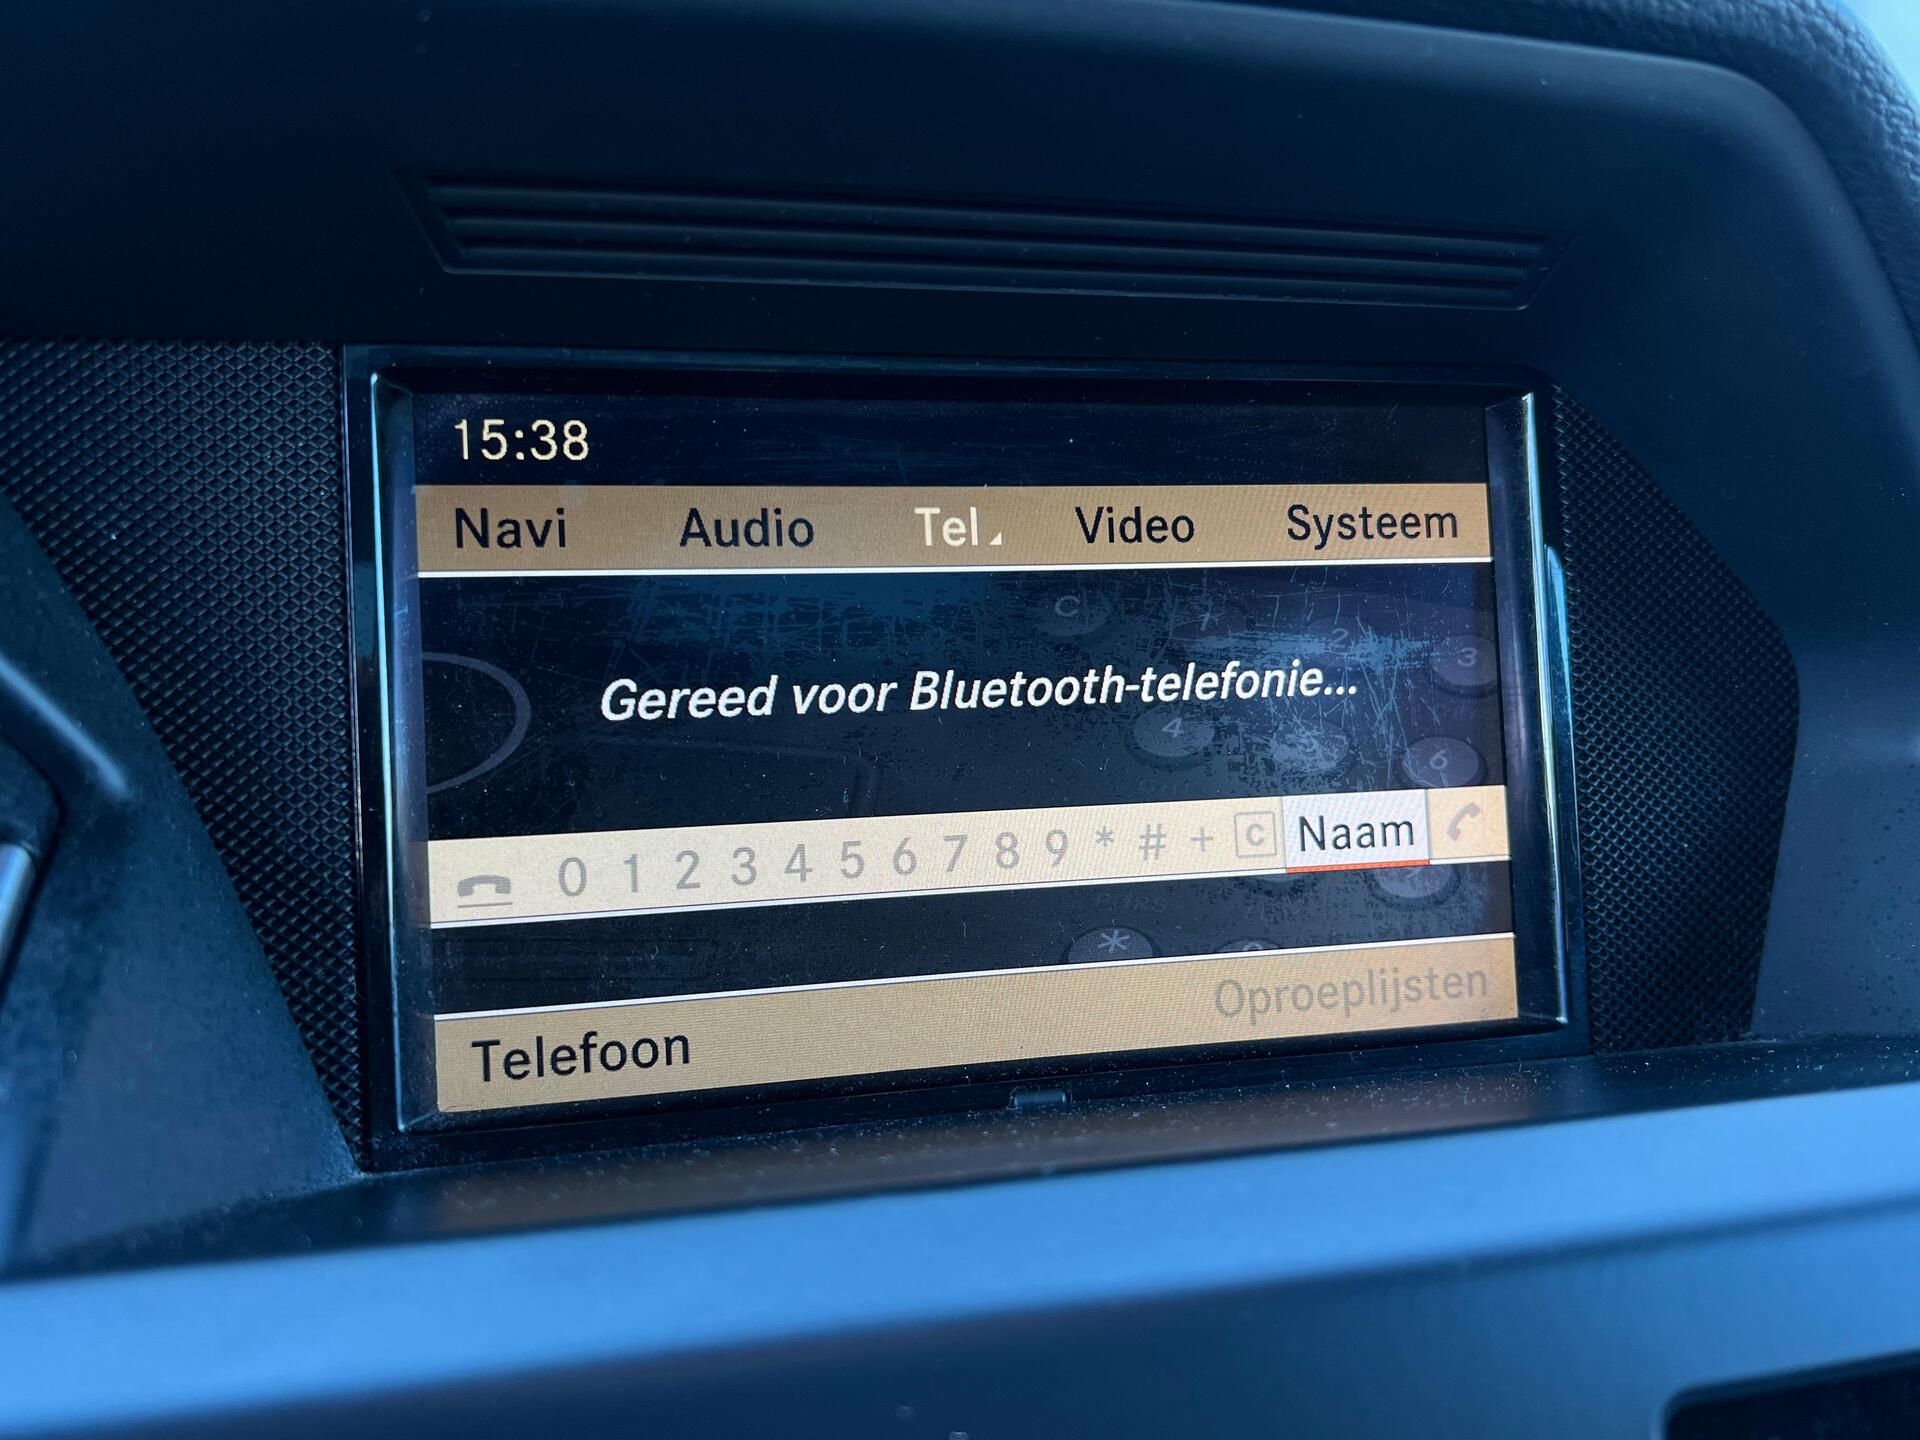 15:38
Navi Audio Tel Video Systeem
Gereed voor Bluetooth-telefonie...
0 1 2 3 4 5 6 7 8 9 * # + C Naam
Telefoon Oproeplijsten